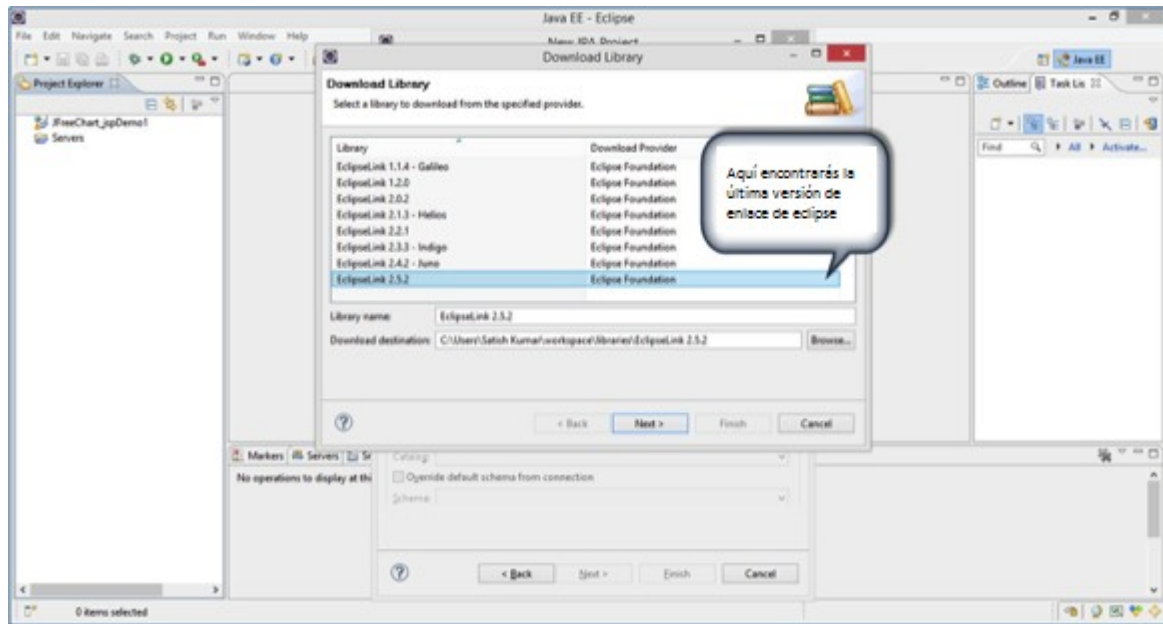 Java EE - Eclipse
File Edit Navigate Search Project Run Window Help
New JPA Project
Download Library
Java EE
Project Explorer
Outline
Task Lis
JFreeChart_jspDemo1
Servers
Find
All
Activate...
Download Library
Select a library to download from the specified provider.
Library Download Provider
EclipseLink 1.1.4 - Galileo Eclipse Foundation
EclipseLink 1.2.0 Eclipse Foundation
EclipseLink 2.0.2 Eclipse Foundation
EclipseLink 2.1.3 - Helios Eclipse Foundation
EclipseLink 2.2.1 Eclipse Foundation
EclipseLink 2.3.3 - Indigo Eclipse Foundation
EclipseLink 2.4.2 - Juno Eclipse Foundation
EclipseLink 2.5.2 Eclipse Foundation
Aquí encontrarás la
última versión de
enlace de eclipse
Library name: EclipseLink 2.5.2
Download destination: C:\Users\Satish Kumar\workspace\libraries\EclipseLink 2.5.2 Browse...
< Back Next > Finish Cancel
Markers Servers
No operations to display at thi
Catalog:
Override default schema from connection
Schema:
< Back Next > Finish Cancel
0 items selected